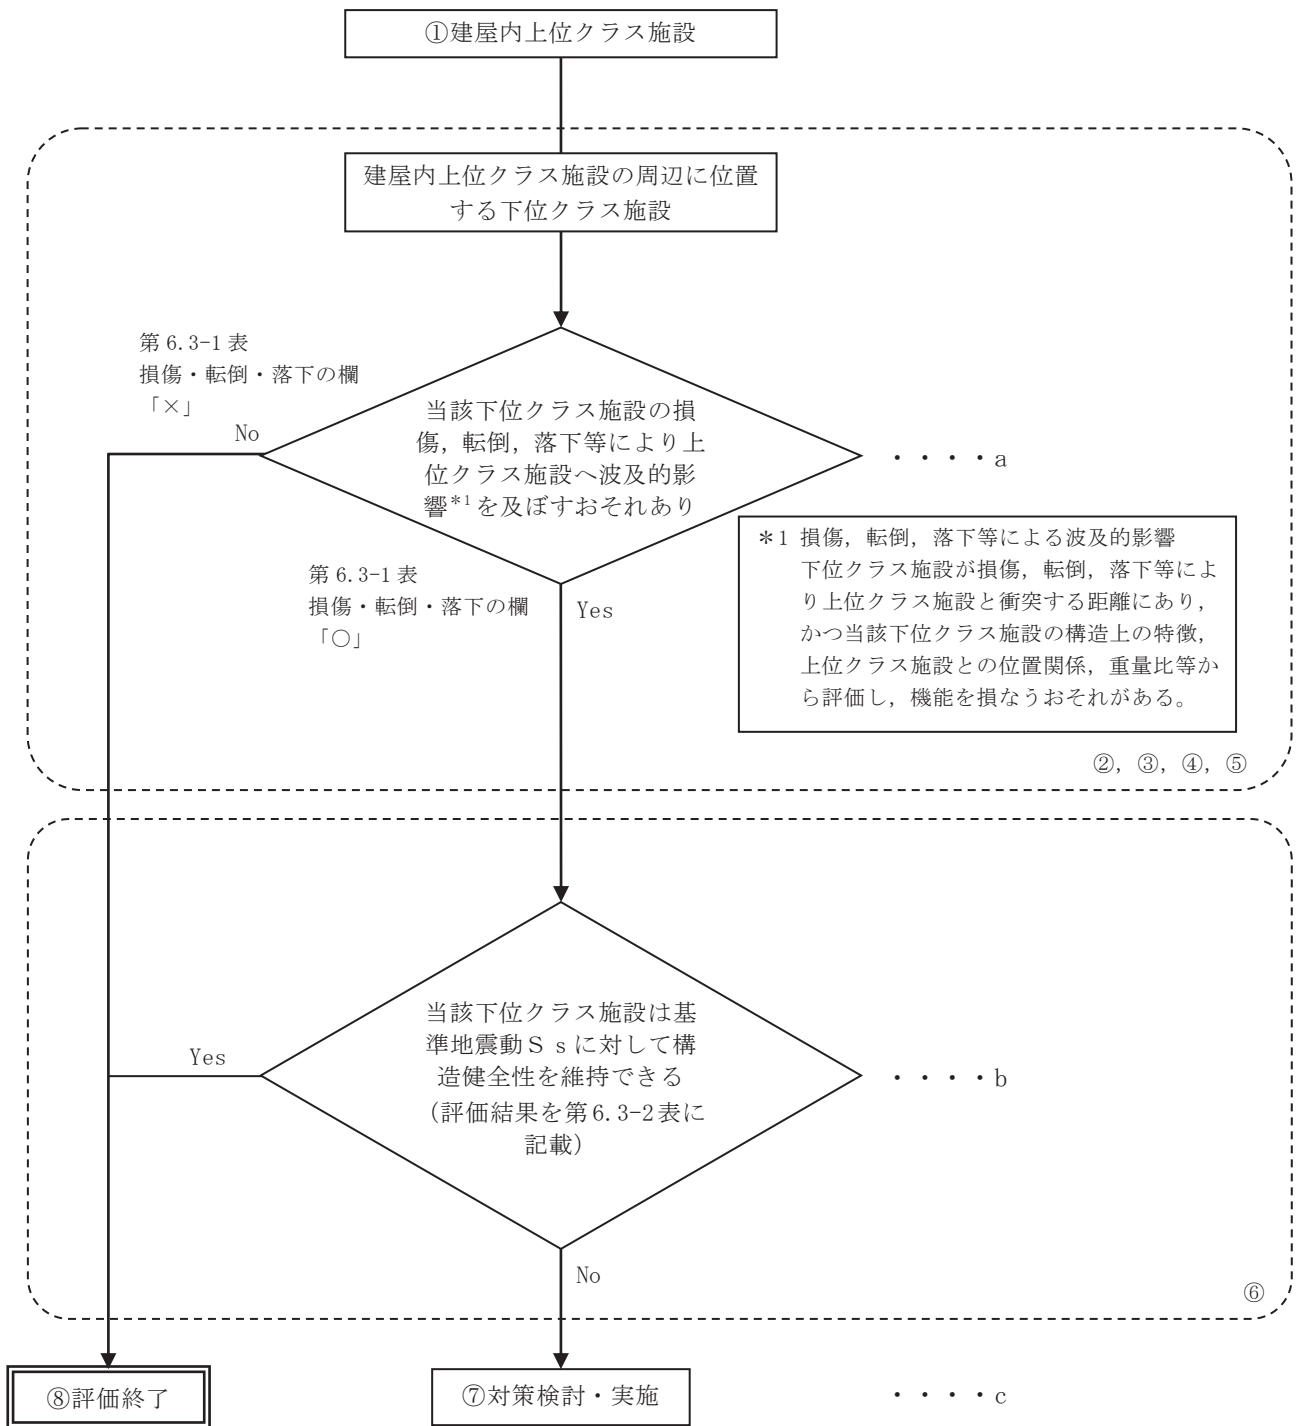 ①建屋内上位クラス施設
建屋内上位クラス施設の周辺に位置
する下位クラス施設
第 6.3-1 表
損傷・転倒・落下の欄
「×」
No
当該下位クラス施設の損
傷，転倒，落下等により上
位クラス施設へ波及的影
響*1を及ぼすおそれあり
・・・・a
*1 損傷，転倒，落下等による波及的影響
下位クラス施設が損傷，転倒，落下等によ
り上位クラス施設と衝突する距離にあり，
かつ当該下位クラス施設の構造上の特徴，
上位クラス施設との位置関係，重量比等か
ら評価し，機能を損なうおそれがある。
第 6.3-1 表
損傷・転倒・落下の欄
「○」
Yes
②，③，④，⑤
当該下位クラス施設は基
準地震動Ｓｓに対して構
造健全性を維持できる
（評価結果を第6.3-2表に
記載）
Yes
・・・・b
No
⑥
⑧評価終了
⑦対策検討・実施
・・・・c